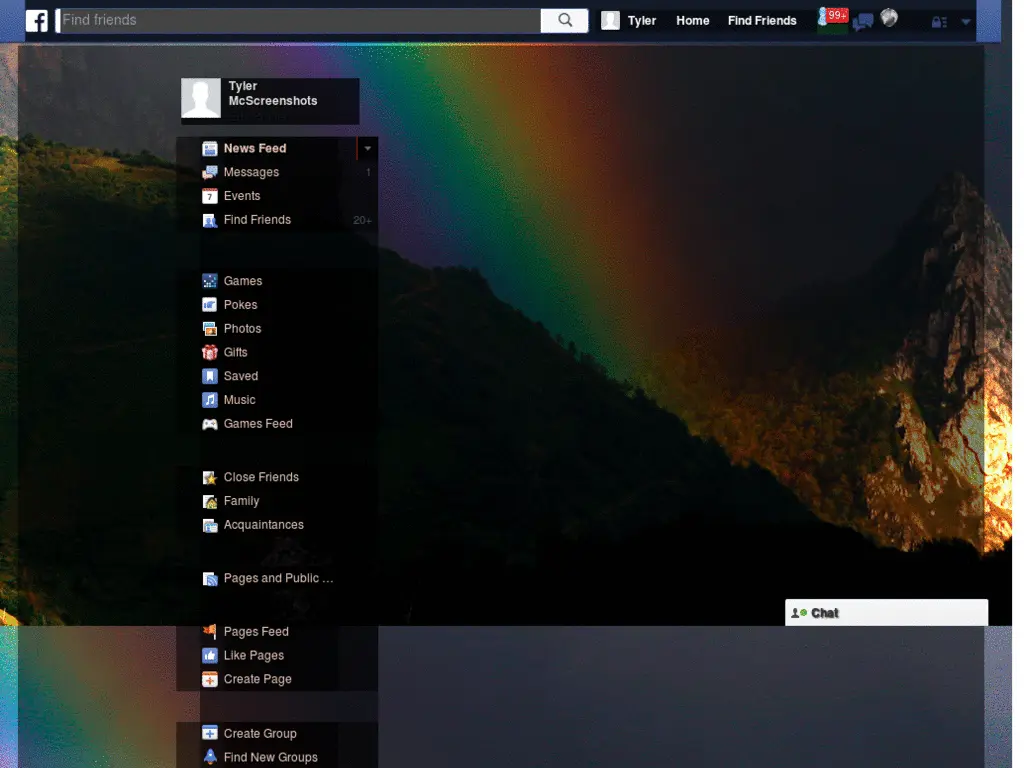 Find friends
Tyler
Home
Find Friends
99+
Tyler
McScreenshots
News Feed
Messages 1
7 Events
Find Friends 20+
Games
Pokes
Photos
Gifts
Saved
Music
Games Feed
Close Friends
Family
Acquaintances
Pages and Public ...
Chat
Pages Feed
Like Pages
Create Page
Create Group
Find New Groups